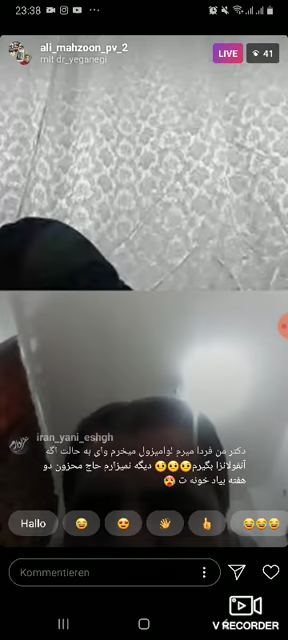 23:38
ali_mahzoon_pv_2
mit dr_yeganegi
LIVE
41
iran_yani_eshgh
دکتر من فردا میرم لوامیزول میخرم وای به حالت اگه
آنفولانزا بگیرم😉😉😉 دیگه نمیزارم حاج محزون دو
هفته بیاد خونه ت 😍
Hallo
Kommentieren
V RECORDER